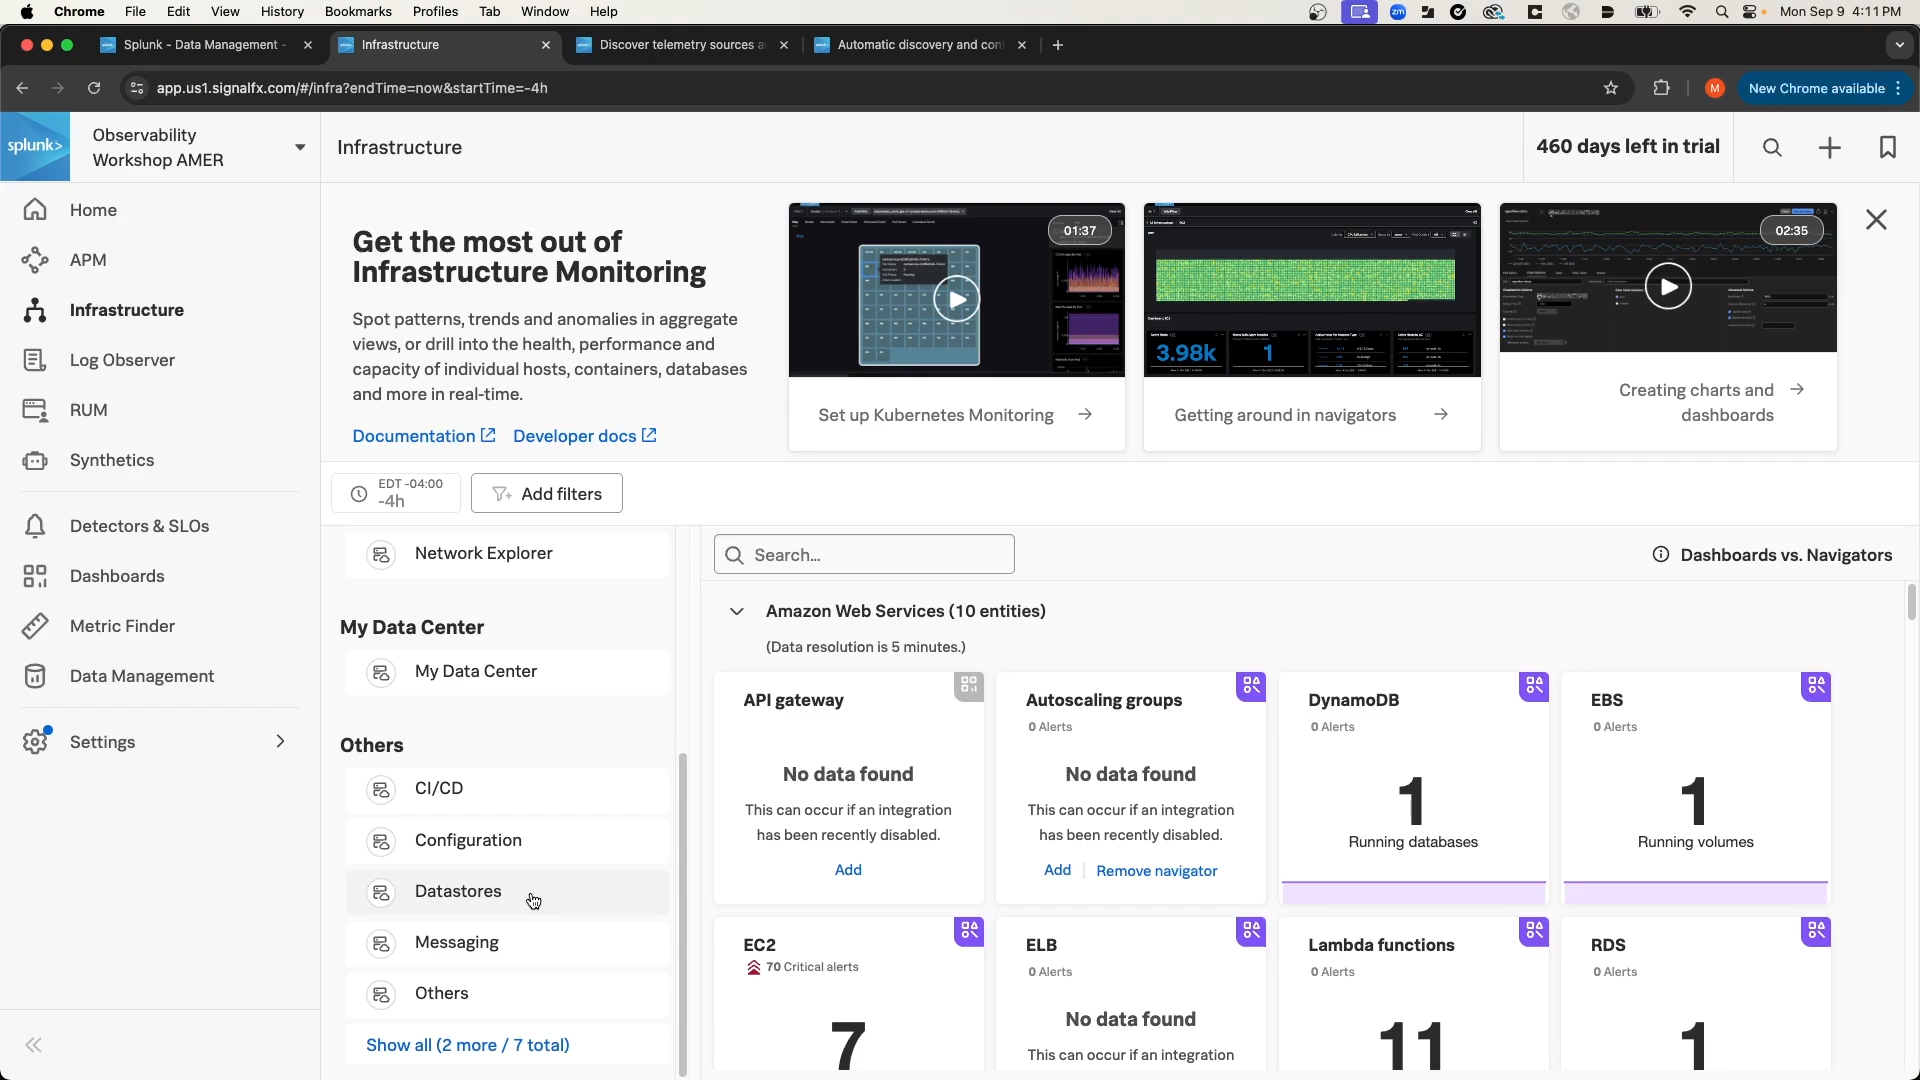 Chrome File Edit View History Bookmarks Profiles Tab Window Help
zm
Mon Sep 9 4:11 PM
Splunk - Data Management -
Infrastructure
Discover telemetry sources a
Automatic discovery and con
app.us1.signalfx.com/#/infra?endTime=now&startTime=-4h
M
New Chrome available
splunk>
Observability
Workshop AMER
Infrastructure
460 days left in trial
Home
APM
Infrastructure
Log Observer
RUM
Synthetics
Detectors & SLOs
Dashboards
Metric Finder
Data Management
Settings
Get the most out of
Infrastructure Monitoring
Spot patterns, trends and anomalies in aggregate
views, or drill into the health, performance and
capacity of individual hosts, containers, databases
and more in real-time.
Documentation
Developer docs
01:37
Set up Kubernetes Monitoring
3.98k
1
Getting around in navigators
02:35
Creating charts and
dashboards
EDT -04:00
-4h
Add filters
Network Explorer
My Data Center
My Data Center
Others
CI/CD
Configuration
Datastores
Messaging
Others
Show all (2 more / 7 total)
Search...
Dashboards vs. Navigators
Amazon Web Services (10 entities)
(Data resolution is 5 minutes.)
API gateway
No data found
This can occur if an integration
has been recently disabled.
Add
Autoscaling groups
0 Alerts
No data found
This can occur if an integration
has been recently disabled.
Add
Remove navigator
DynamoDB
0 Alerts
1
Running databases
EBS
0 Alerts
1
Running volumes
EC2
70 Critical alerts
7
ELB
0 Alerts
No data found
This can occur if an integration
Lambda functions
0 Alerts
11
RDS
0 Alerts
1